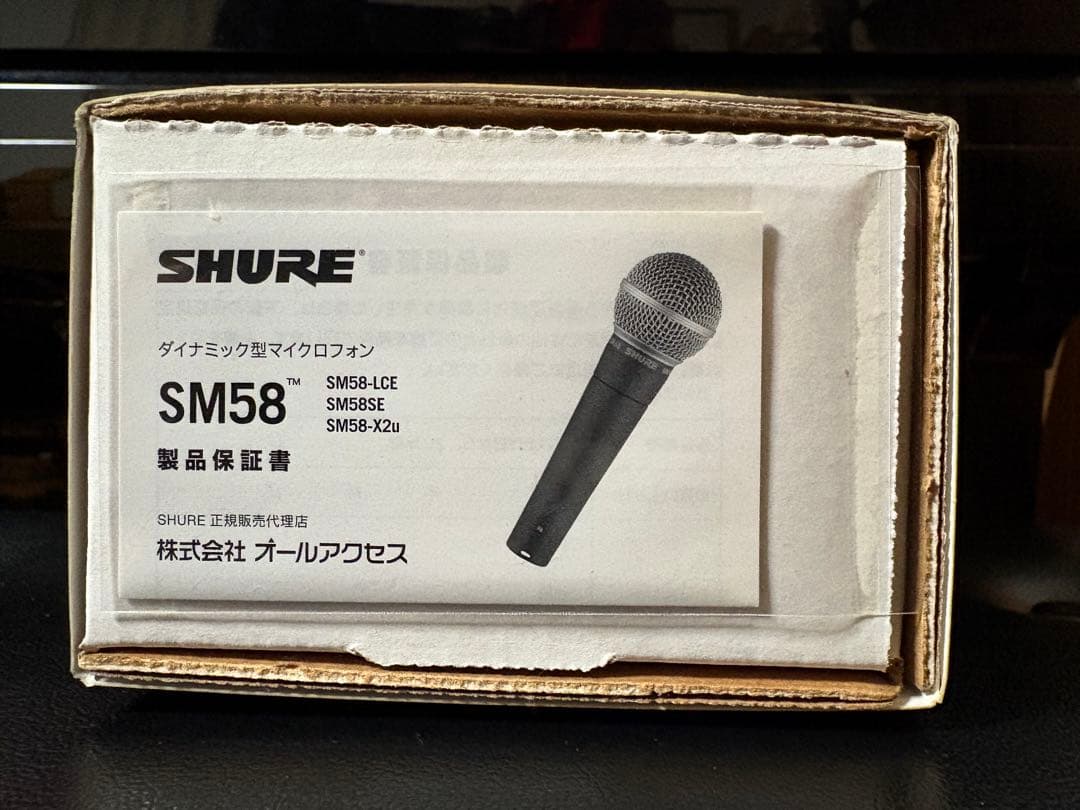 SHURE®
ダイナミック型マイクロフォン
SM58™
SM58-LCE
SM58SE
SM58-X2u
製品保証書
SHURE 正規販売代理店
株式会社 オールアクセス
SHURE